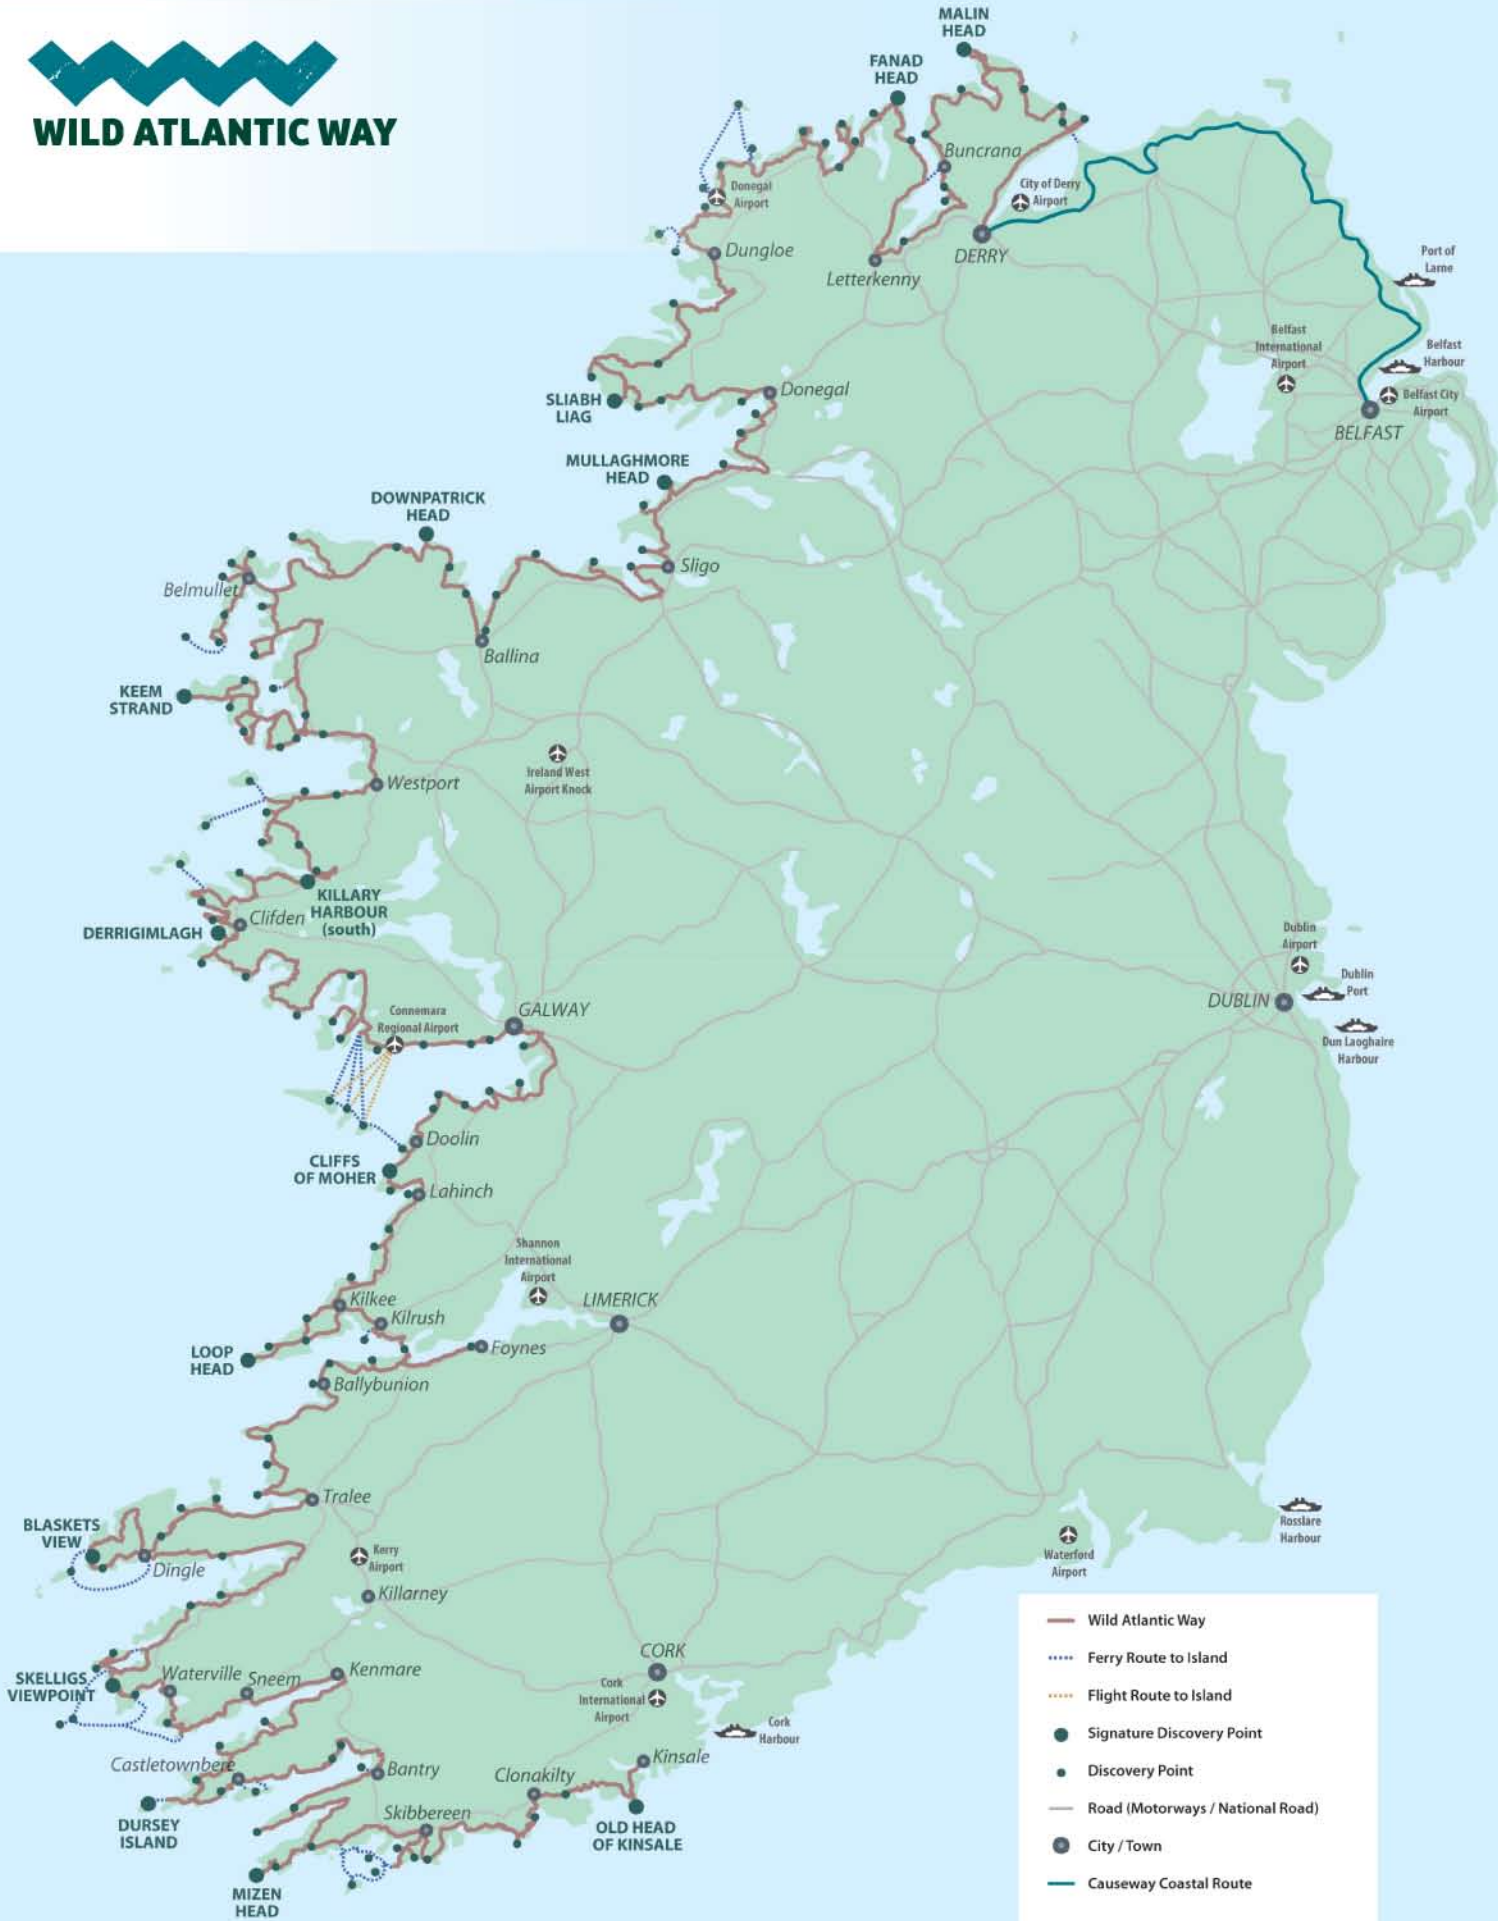 WILD ATLANTIC WAY
MALIN
HEAD
FANAD
HEAD
Buncrana
Donegal
Airport
City of Derry
Airport
DERRY
Dungloe
Letterkenny
Port of
Larne
Belfast
International
Airport
Belfast
Harbour
Belfast City
Airport
BELFAST
Donegal
SLIABH
LIAG
MULLAGHMORE
HEAD
DOWNPATRICK
HEAD
Sligo
Belmullet
Ballina
KEEM
STRAND
Westport
Ireland West
Airport Knock
KILLARY
HARBOUR
(south)
Clifden
DERRIGIMLAGH
Dublin
Airport
Dublin
Port
DUBLIN
Dun Laoghaire
Harbour
Connemara
Regional Airport
GALWAY
Doolin
CLIFFS
OF MOHER
Lahinch
Shannon
International
Airport
Kilkee
Kilrush
LIMERICK
LOOP
HEAD
Foynes
Ballybunion
Tralee
BLASKETS
VIEW
Dingle
Kerry
Airport
Killarney
Waterford
Airport
Rosslare
Harbour
SKELLIGS
VIEWPOINT
Waterville
Sneem
Kenmare
CORK
Cork
International
Airport
Cork
Harbour
Castletownbere
Bantry
Clonakilty
Kinsale
DURSEY
ISLAND
Skibbereen
OLD HEAD
OF KINSALE
MIZEN
HEAD
Wild Atlantic Way
Ferry Route to Island
Flight Route to Island
Signature Discovery Point
Discovery Point
Road (Motorways / National Road)
City / Town
Causeway Coastal Route